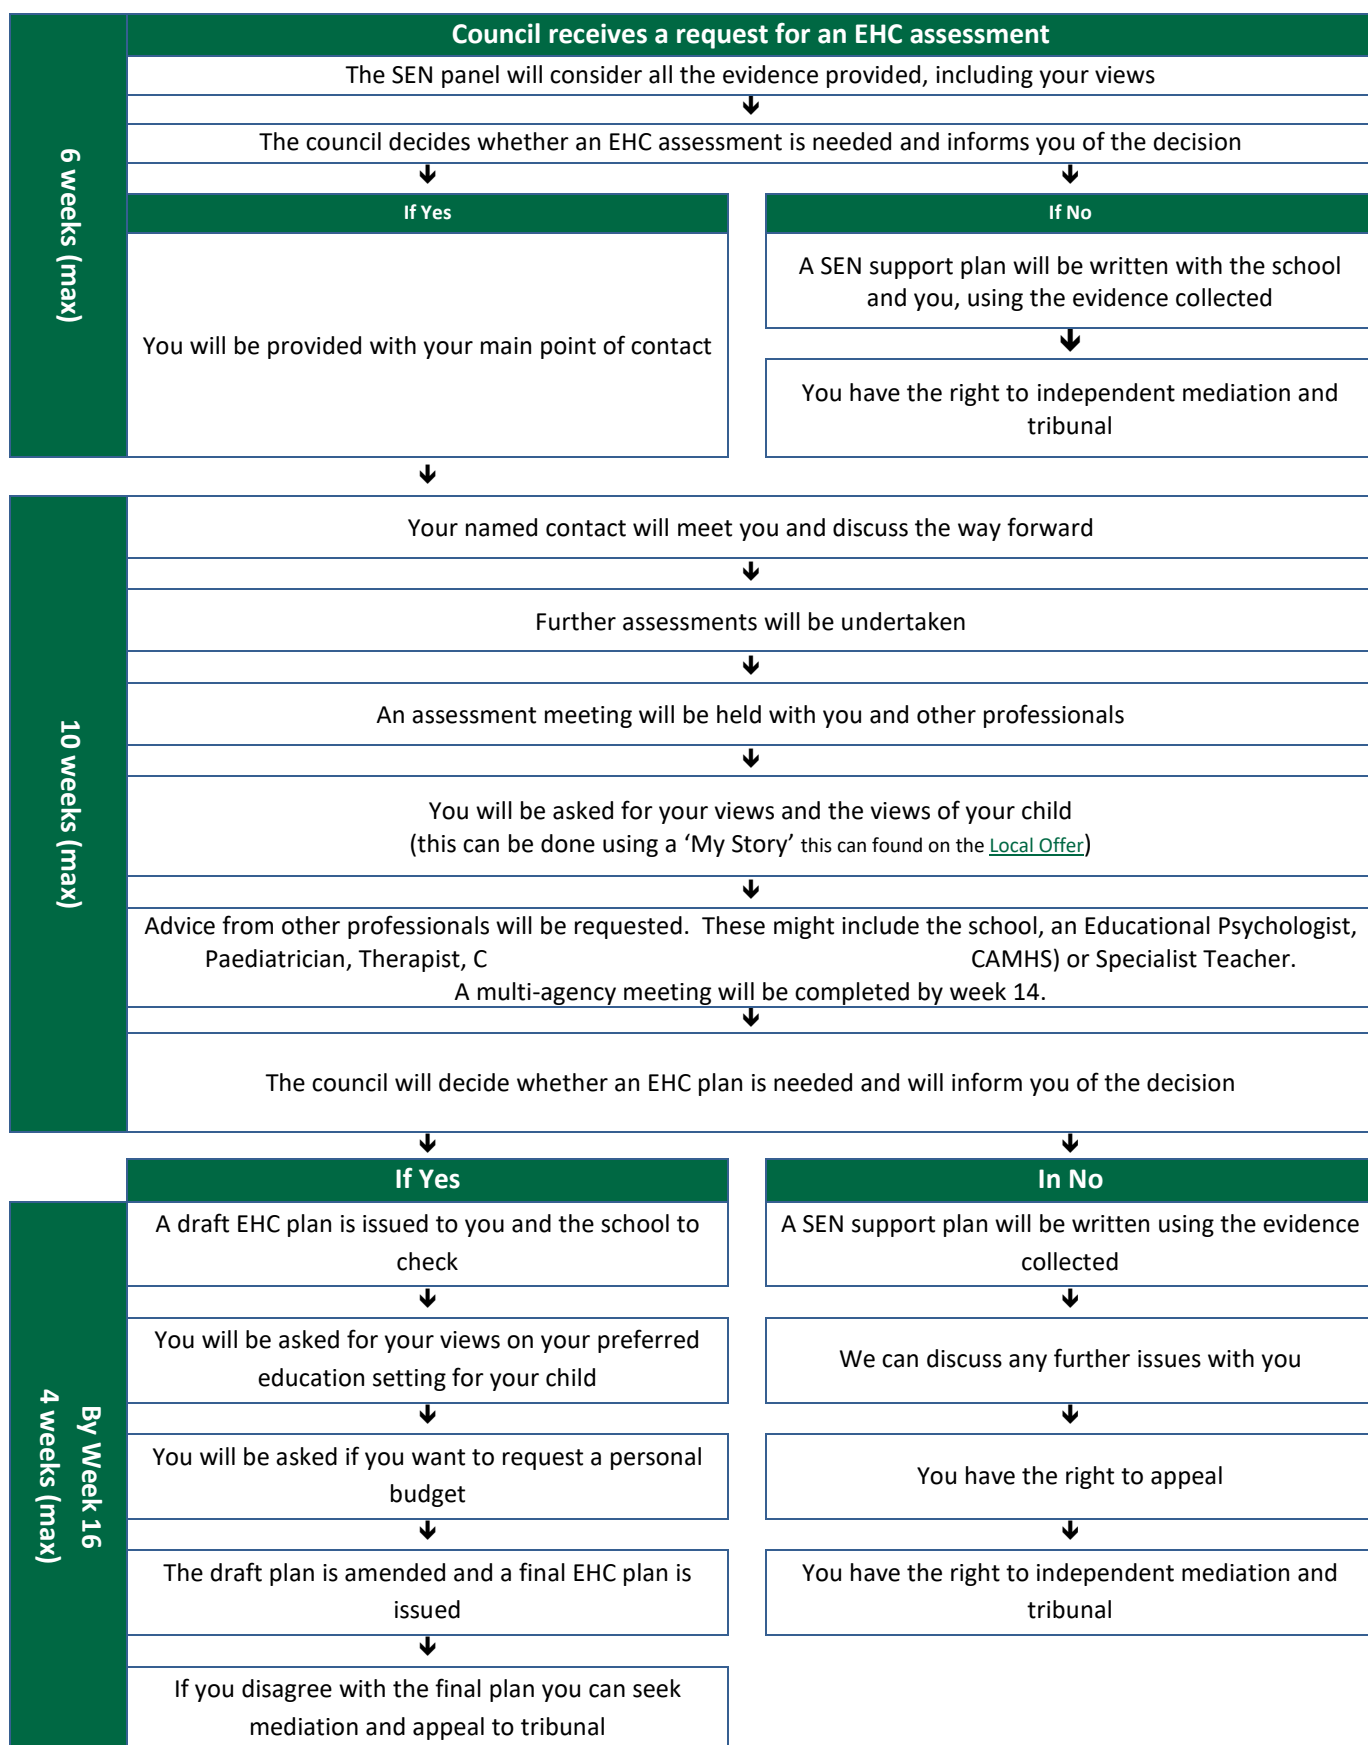 Council receives a request for an EHC assessment
The SEN panel will consider all the evidence provided, including your views
The council decides whether an EHC assessment is needed and informs you of the decision
6 weeks (max)
If Yes
You will be provided with your main point of contact
If No
A SEN support plan will be written with the school
and you, using the evidence collected
You have the right to independent mediation and
tribunal
10 weeks (max)
Your named contact will meet you and discuss the way forward
Further assessments will be undertaken
An assessment meeting will be held with you and other professionals
You will be asked for your views and the views of your child
(this can be done using a ‘My Story’ this can found on the Local Offer)
Advice from other professionals will be requested.  These might include the school, an Educational Psychologist,
Paediatrician, Therapist, C CAMHS) or Specialist Teacher.
A multi-agency meeting will be completed by week 14.
The council will decide whether an EHC plan is needed and will inform you of the decision
By Week 16
4 weeks (max)
If Yes
A draft EHC plan is issued to you and the school to
check
You will be asked for your views on your preferred
education setting for your child
You will be asked if you want to request a personal
budget
The draft plan is amended and a final EHC plan is
issued
If you disagree with the final plan you can seek
mediation and appeal to tribunal
In No
A SEN support plan will be written using the evidence
collected
We can discuss any further issues with you
You have the right to appeal
You have the right to independent mediation and
tribunal